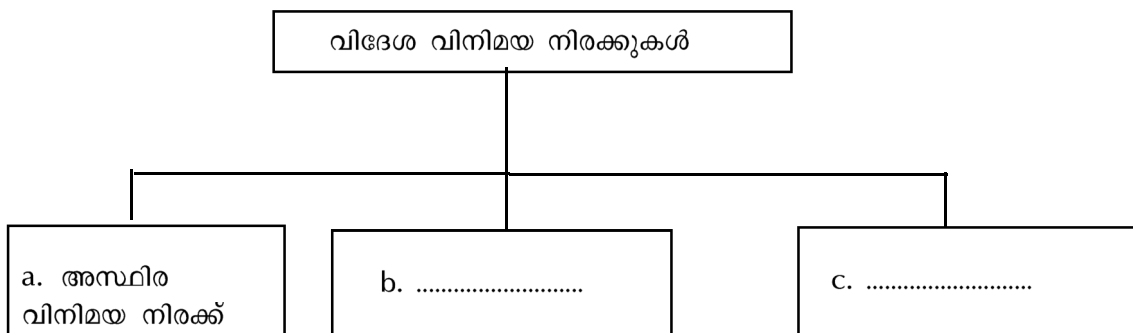 വിദേശ വിനിമയ നിരക്കുകൾ
a. അസ്ഥിര
വിനിമയ നിരക്ക്
b. ..........................
c. ..........................